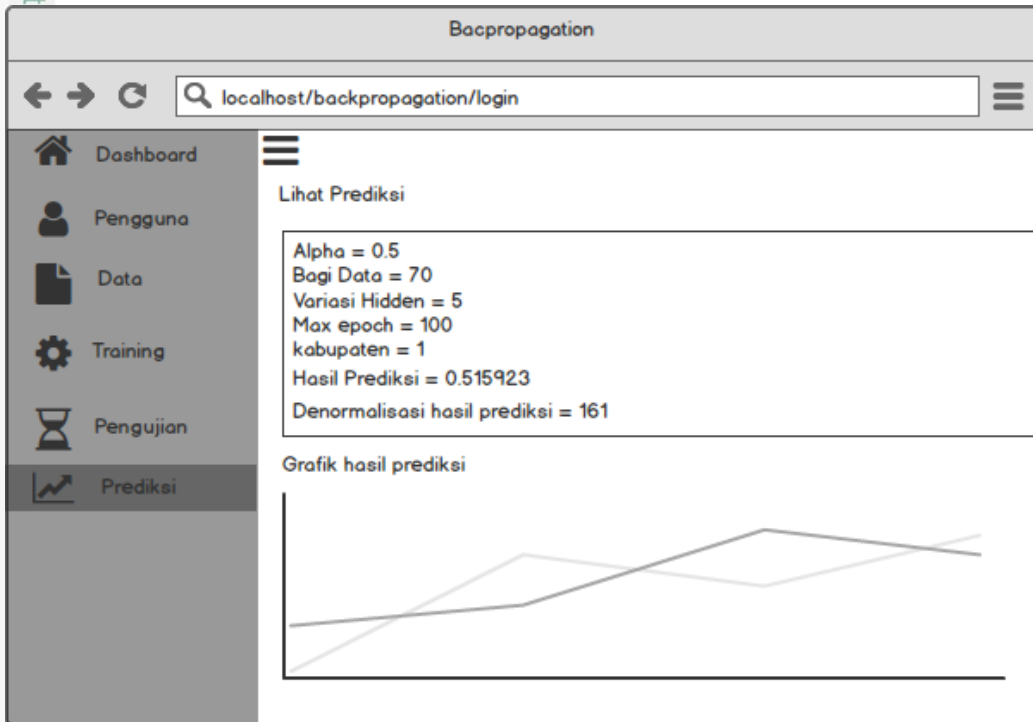 Bacpropagation
localhost/backpropagation/login
Dashboard
Pengguna
Data
Training
Pengujian
Prediksi
Lihat Prediksi
Alpha = 0.5
Bagi Data = 70
Variasi Hidden = 5
Max epoch = 100
kabupaten = 1
Hasil Prediksi = 0.515923
Denormalisasi hasil prediksi = 161
Grafik hasil prediksi